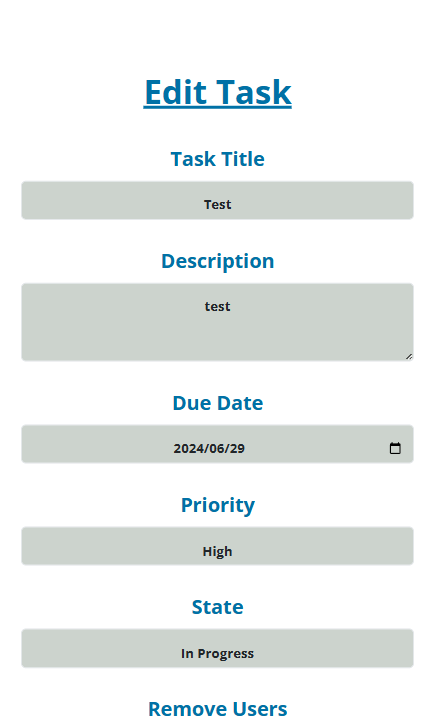 Edit Task
Task Title
Test
Description
test
Due Date
2024/06/29
Priority
High
State
In Progress
Remove Users